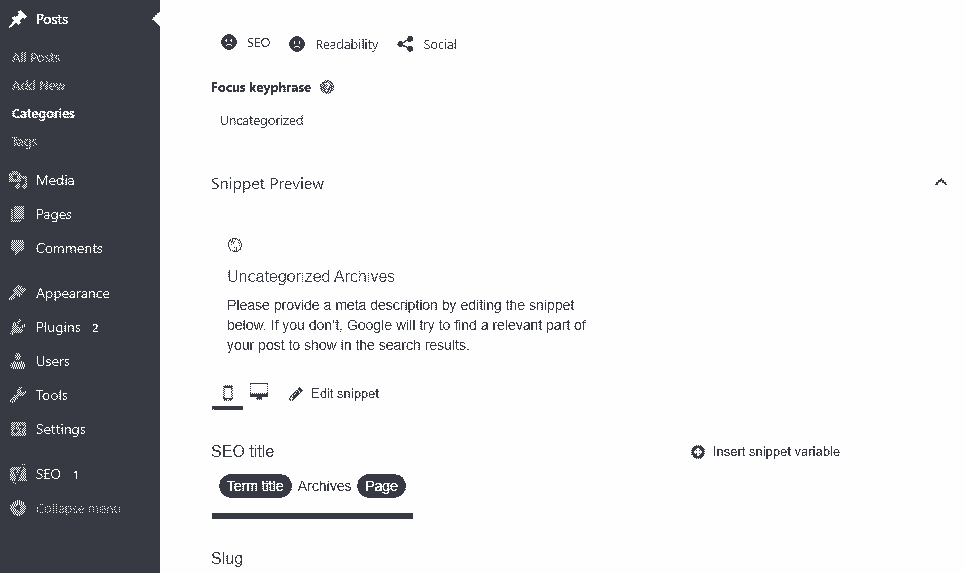 Posts
All Posts
Add New
Categories
Tags
Media
Pages
Comments
Appearance
Plugins 2
Users
Tools
Settings
SEO 1
Collapse menu
SEO Readability Social
Focus keyphrase
Uncategorized
Snippet Preview
Uncategorized Archives
Please provide a meta description by editing the snippet
below. If you don't, Google will try to find a relevant part of
your post to show in the search results.
Edit snippet
SEO title Insert snippet variable
Term title Archives Page
Slug